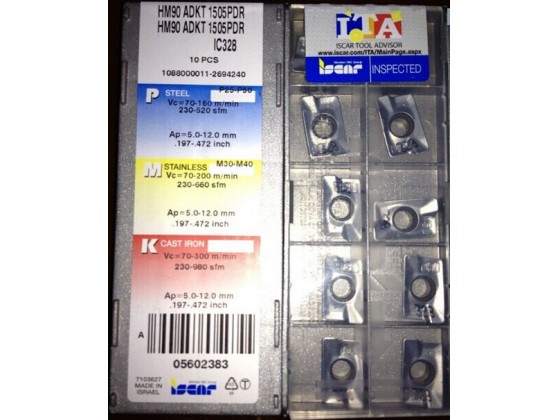 HM90 ADKT 1505PDR
HM90 ADKT 1505PDR
IC328
10 PCS
1068000011-2694240
P STEEL P25-P50
Vc=70-160 m/min
230-520 sfm
Ap=5.0-12.0 mm
.197-.472 inch
M STAINLESS M30-M40
Vc=70-200 m/min
230-660 sfm
Ap=5.0-12.0 mm
.197-.472 inch
K CAST IRON
Vc=70-300 m/min
230-980 sfm
Ap=5.0-12.0 mm
.197-.472 inch
A
05602383
7103627
MADE IN
ISRAEL
iscar
ITA
ISCAR TOOL ADVISOR
www.iscar.com/ITA/MainPage.aspx
iscar
INSPECTED